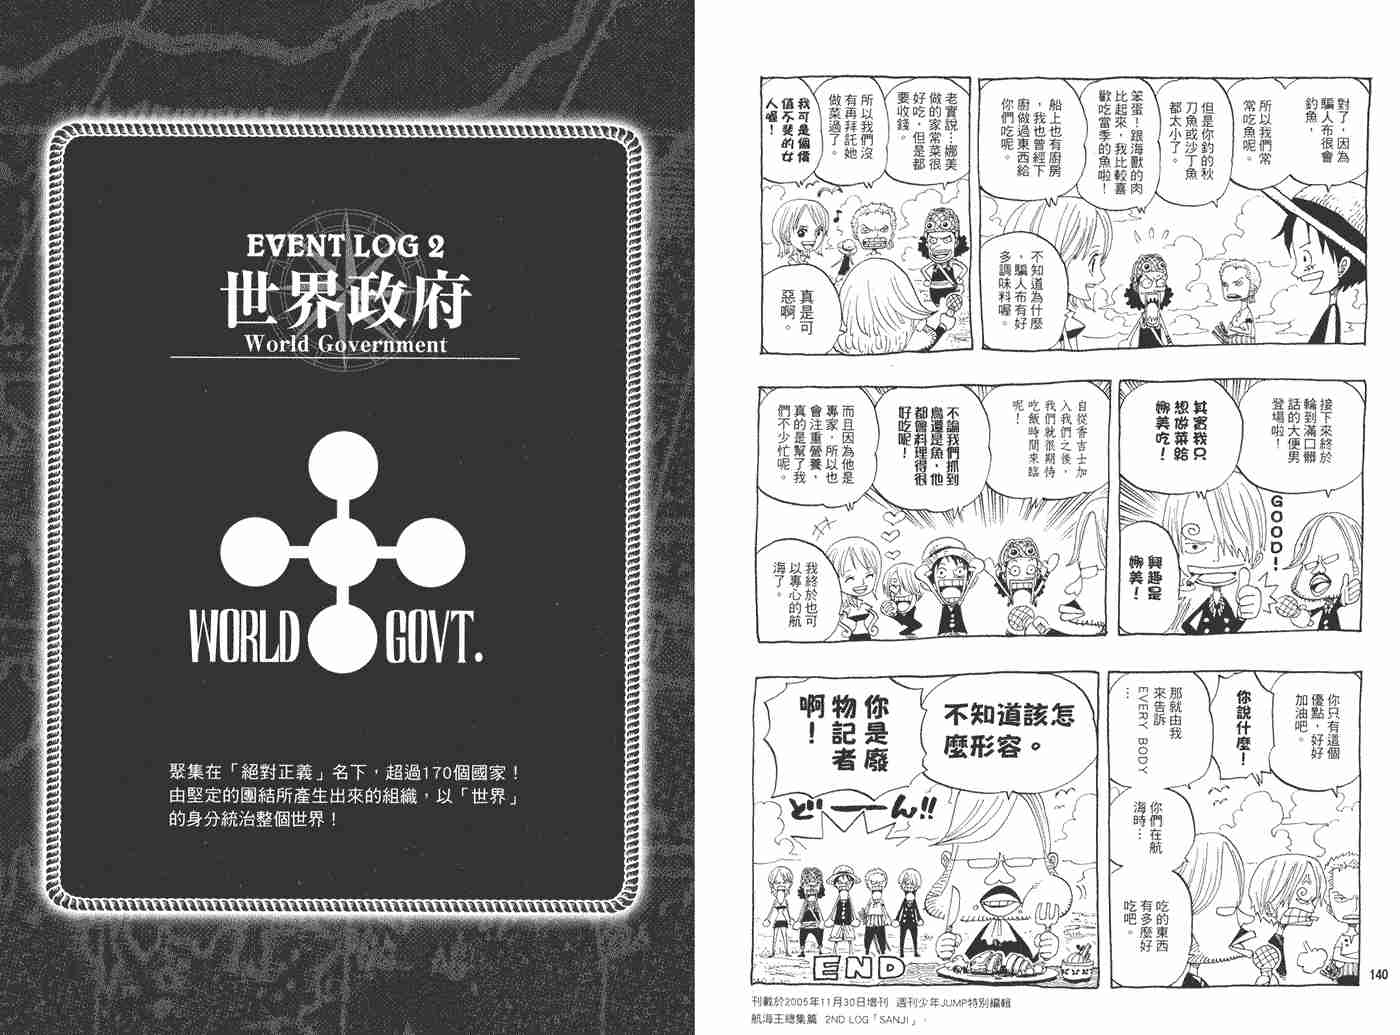 對了，因為
騙人布很會
釣魚，
所以我們常
常吃魚呢。
但是你釣的秋
刀魚或沙丁魚
都太小了。
笨蛋！跟海獸的肉
比起來，我比較喜
歡吃當季的魚啦！
船上也有廚房
，我也曾經下
廚做過東西給
你們吃呢。
不知道為什麼
，騙人布有好
多調味料喔。
老實說…娜美
做的家常菜很
好吃，但是都
要收錢。
所以我們沒
有再拜託她
做菜過了。
我可是個價
值不斐的女
人喔！
真是可
惡啊。
接下來終於
輪到滿口髒
話的大便男
登場啦！
其實我只
想做菜給
娜美吃！
GOOD!
興趣是
娜美！
自從香吉士加
入我們之後，
我們就很期待
吃飯時間來臨
呢！
不論我們抓到
鳥還是魚，他
都會料理得很
好吃呢！
而且因為他是
專家，所以也
會注重營養，
真的是幫了我
們不少忙呢。
我終於也可
以專心的航
海了。
你只有這個
優點，好好
加油吧。
你說什麼！
那就由我
來告訴
EVERY BODY
…
你們在航
海時…
吃的東西
有多麼好
吃吧。
不知道該怎
麼形容。
你是廢
物記者
啊！
どーーん!!
END
140
刊載於2005年11月30日增刊 週刊少年JUMP特別編輯
航海王總集篇 2ND LOG「SANJI」。
EVENT LOG 2
世界政府
World Government
WORLD GOVT.
聚集在「絕對正義」名下，超過170個國家！
由堅定的團結所產生出來的組織，以「世界」
的身分統治整個世界！